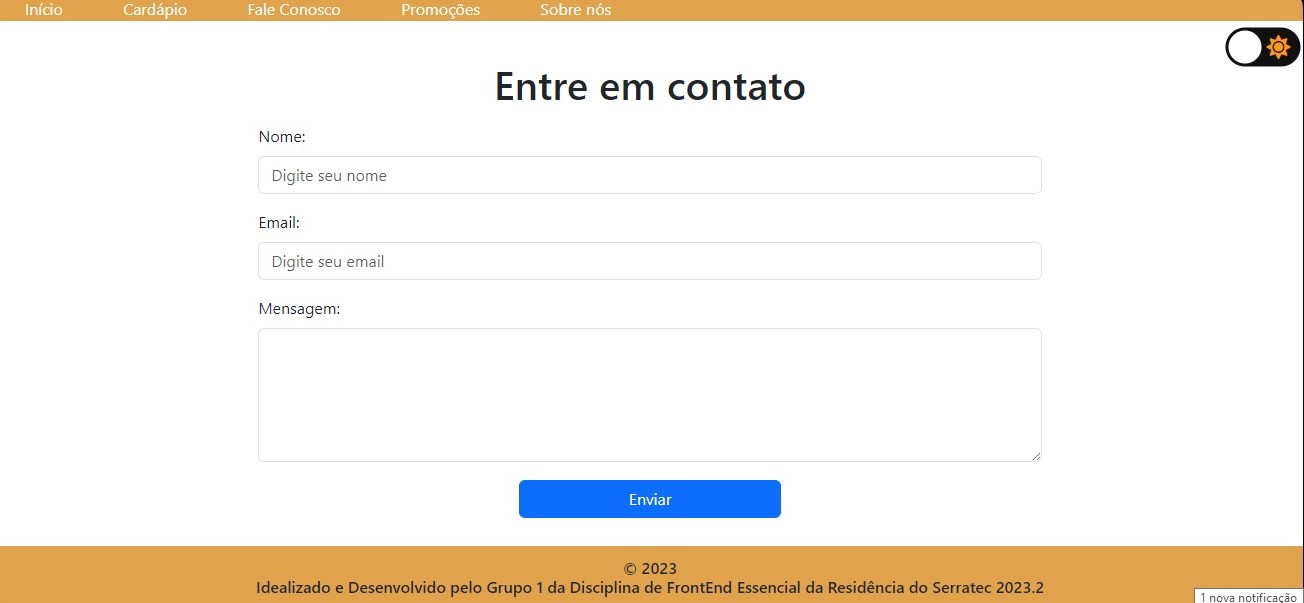 Início Cardápio Fale Conosco Promoções Sobre nós
Entre em contato
Nome:
Digite seu nome
Email:
Digite seu email
Mensagem:
Enviar
© 2023
Idealizado e Desenvolvido pelo Grupo 1 da Disciplina de FrontEnd Essencial da Residência do Serratec 2023.2
1 nova notificação